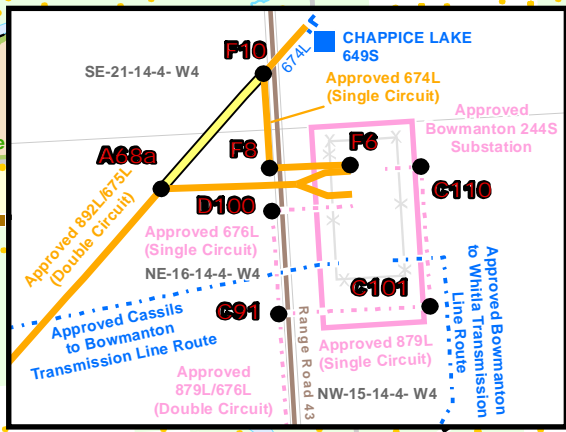 CHAPPICE LAKE
649S
F10
674L
SE-21-14-4- W4
Approved 674L
(Single Circuit)
Approved
Bowmanton 244S
Substation
A68a
F8
F6
C110
Approved 892L/675L
(Double Circuit)
D100
Approved 676L
(Single Circuit)
NE-16-14-4- W4
C101
C91
Approved Cassils
to Bowmanton
Transmission Line Route
Approved Bowmanton
to Whitla Transmission
Line Route
Range Road 43
Approved 879L
(Single Circuit)
Approved
879L/676L
(Double Circuit)
NW-15-14-4- W4